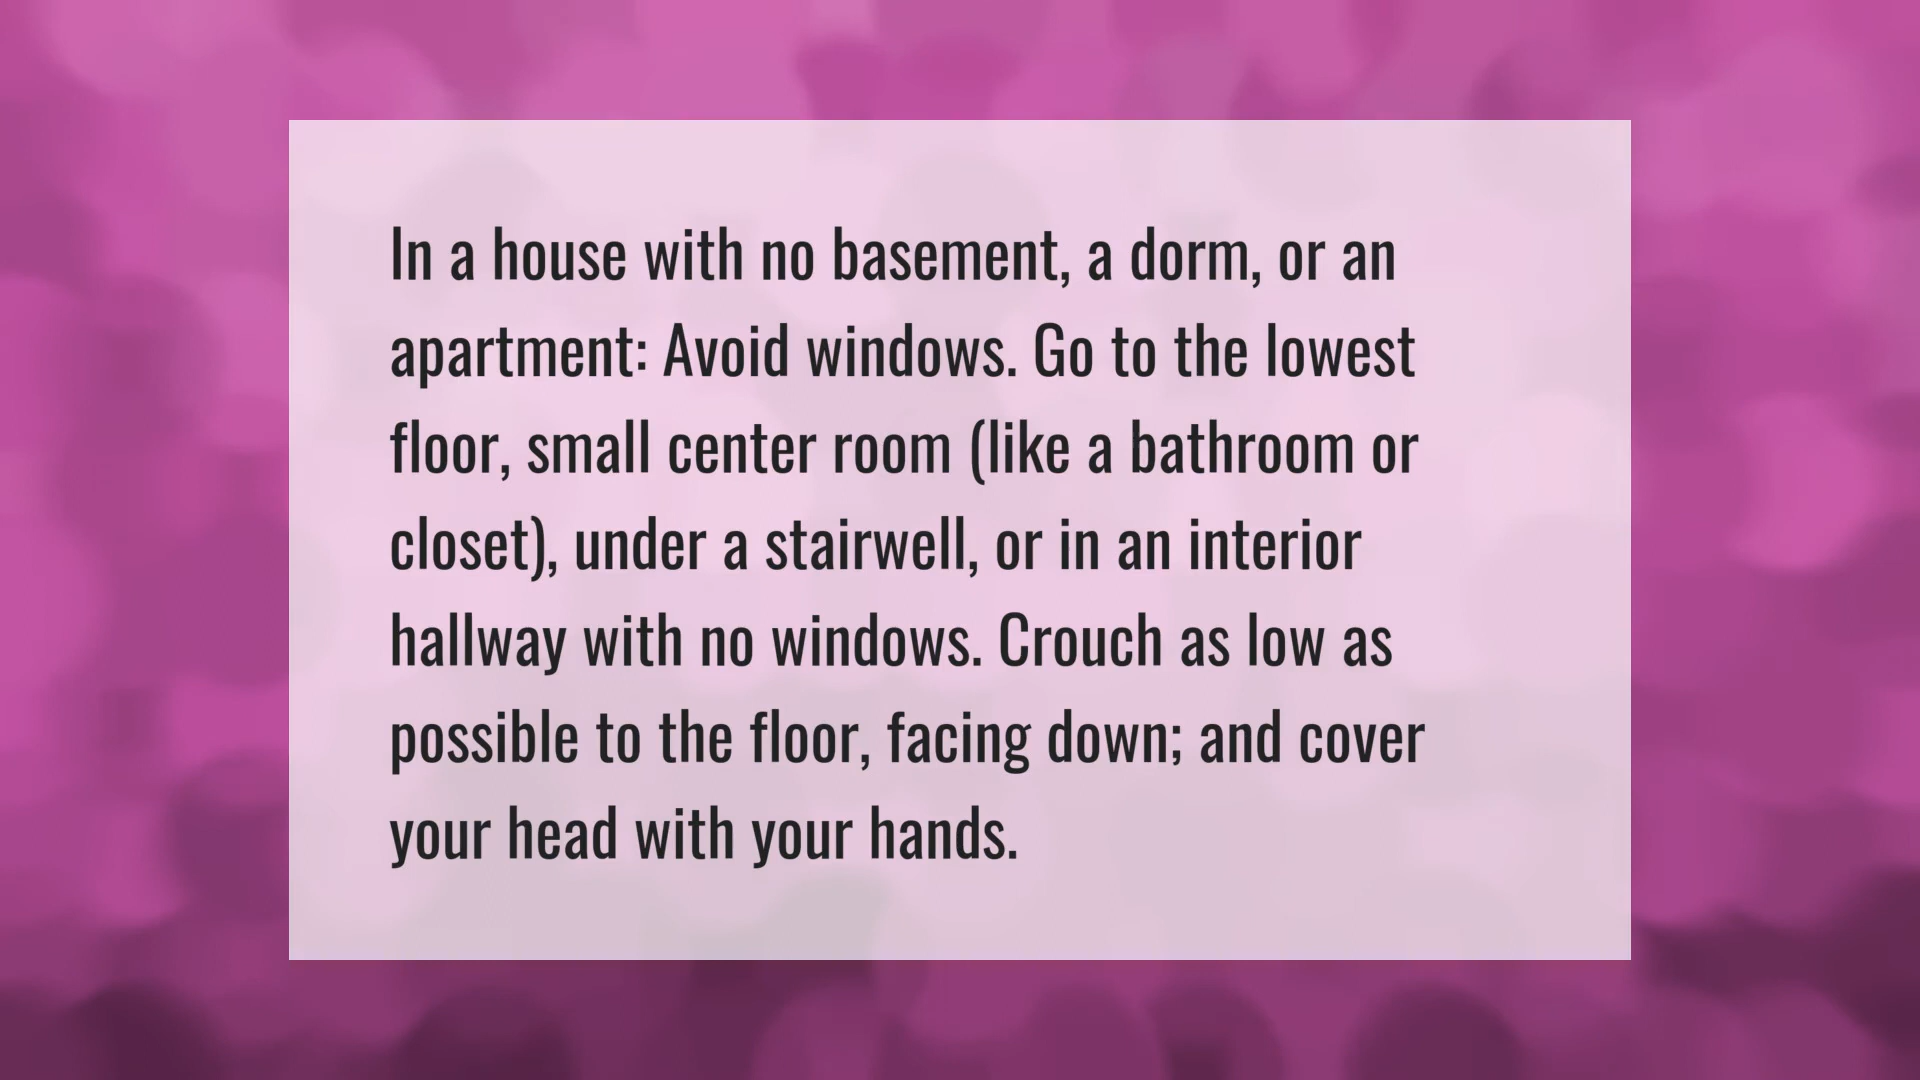 In a house with no basement, a dorm, or an
apartment: Avoid windows. Go to the lowest
floor, small center room (like a bathroom or
closet), under a stairwell, or in an interior
hallway with no windows. Crouch as low as
possible to the floor, facing down; and cover
your head with your hands.